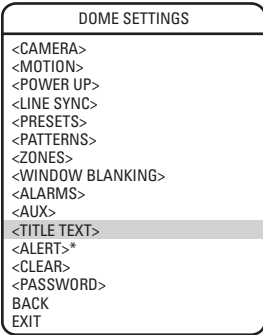 DOME SETTINGS
<CAMERA>
<MOTION>
<POWER UP>
<LINE SYNC>
<PRESETS>
<PATTERNS>
<ZONES>
<WINDOW BLANKING>
<ALARMS>
<AUX>
<TITLE TEXT>
<ALERT>*
<CLEAR>
<PASSWORD>
BACK
EXIT